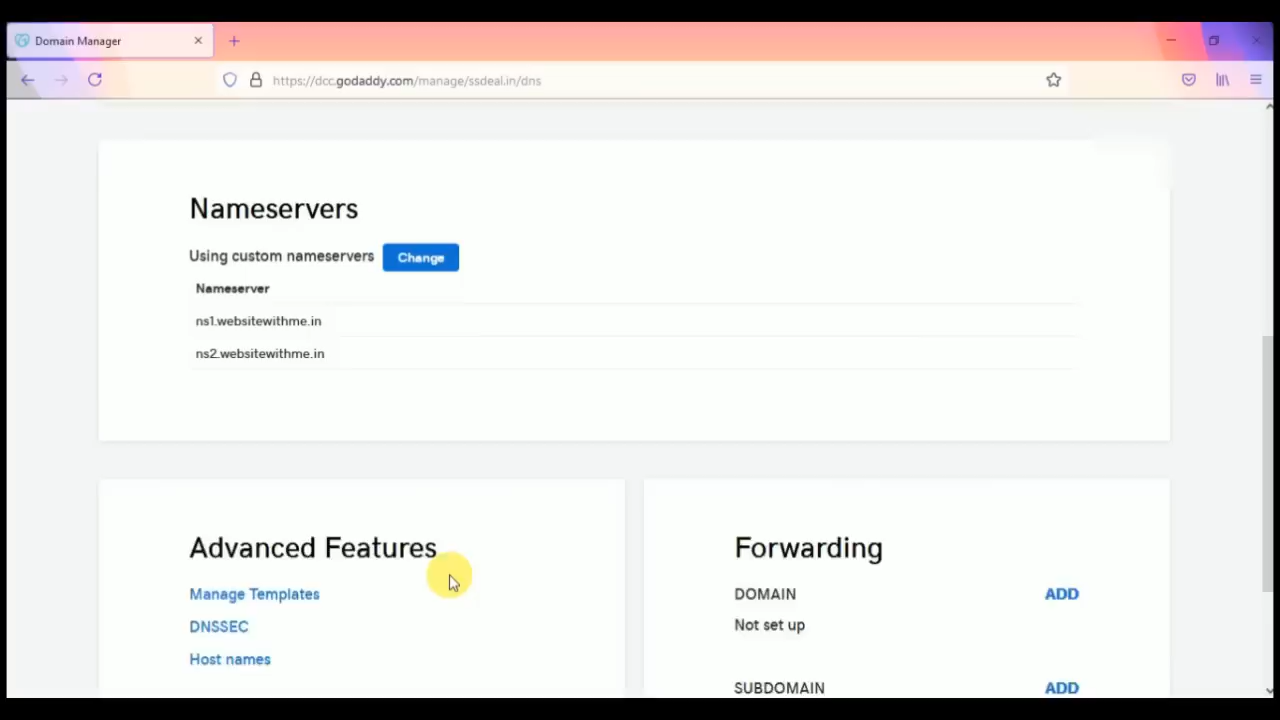 Domain Manager
https://dcc.godaddy.com/manage/ssdeal.in/dns
Nameservers
Using custom nameservers Change
Nameserver
ns1.websitewithme.in
ns2.websitewithme.in
Advanced Features
Manage Templates
DNSSEC
Host names
Forwarding
DOMAIN ADD
Not set up
SUBDOMAIN ADD